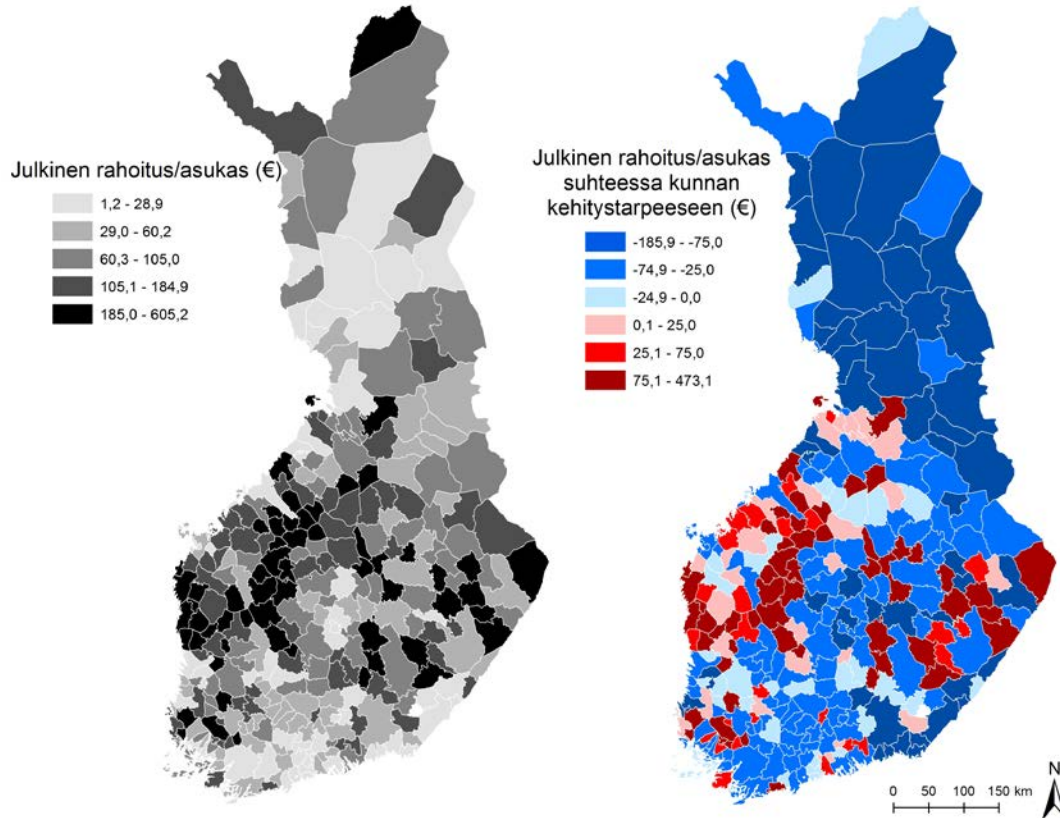 Julkinen rahoitus/asukas (€)
1,2 - 28,9
29,0 - 60,2
60,3 - 105,0
105,1 - 184,9
185,0 - 605,2
Julkinen rahoitus/asukas
suhteessa kunnan
kehitystarpeeseen (€)
-185,9 - -75,0
-74,9 - -25,0
-24,9 - 0,0
0,1 - 25,0
25,1 - 75,0
75,1 - 473,1
N
0 50 100 150 km